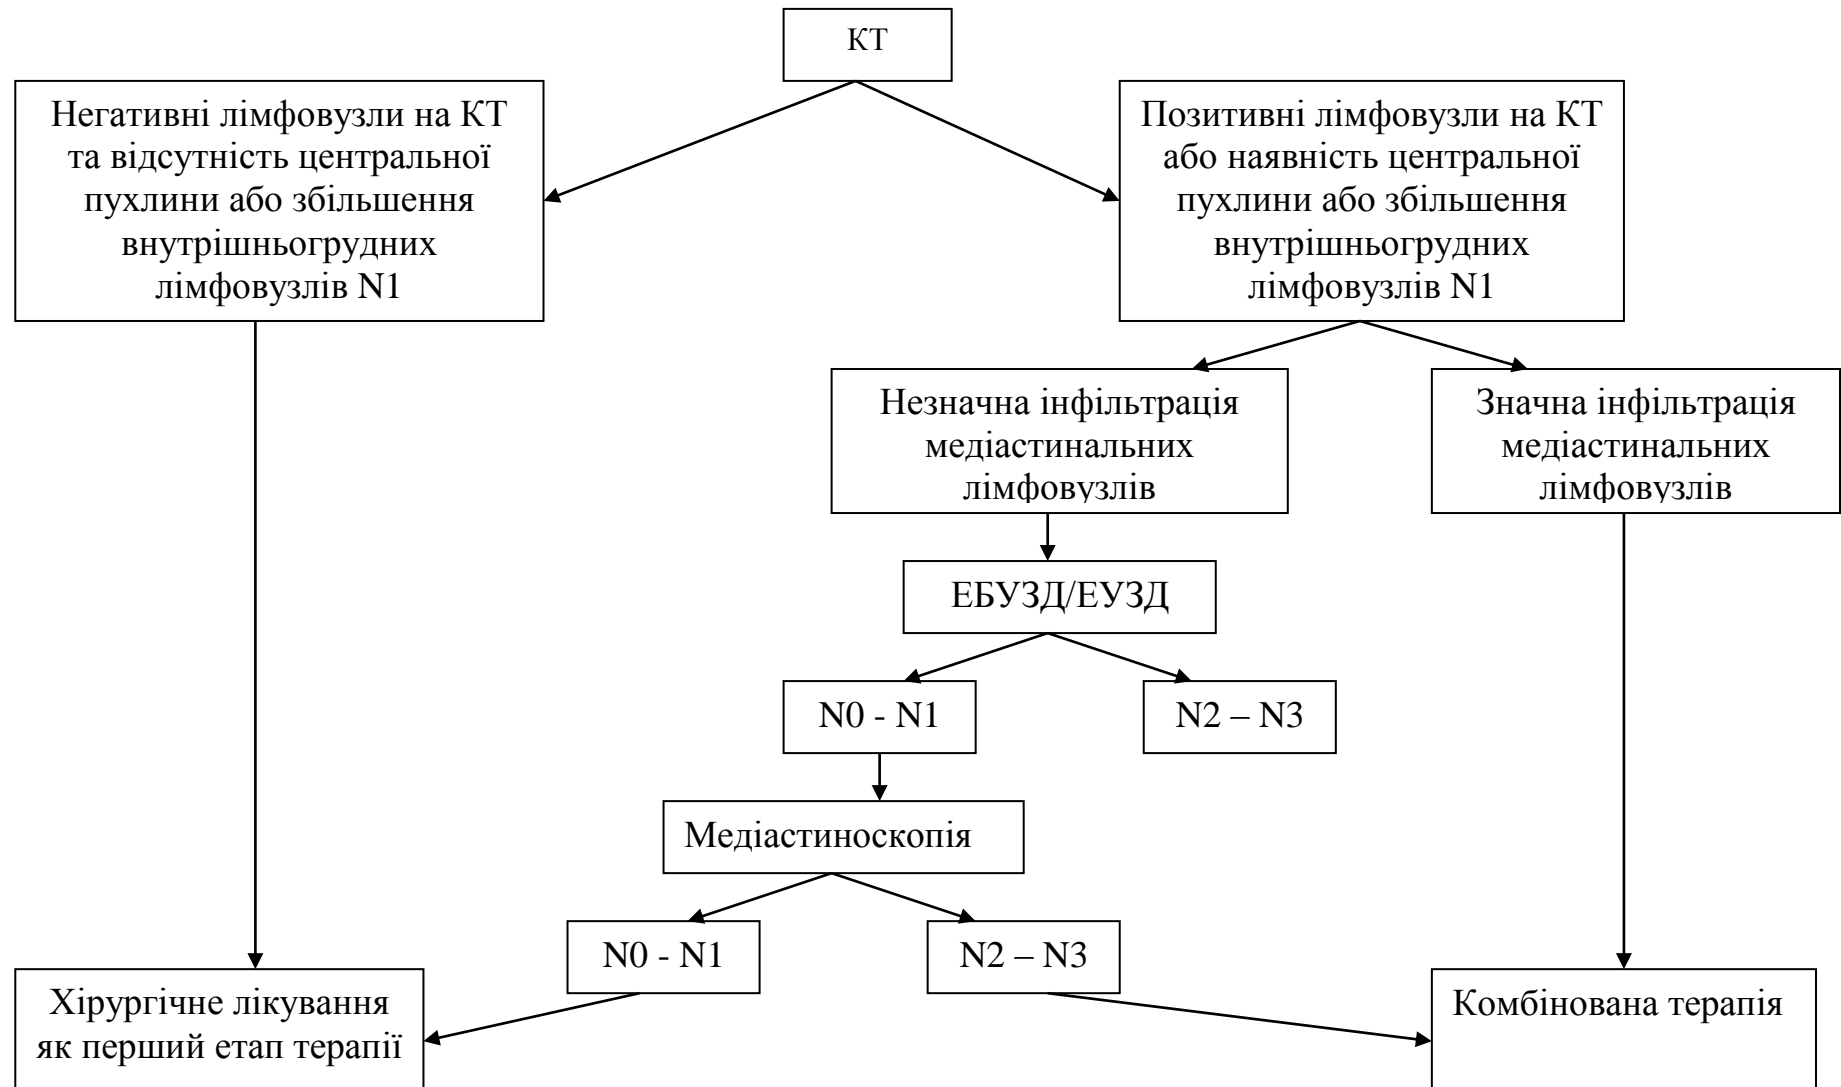 КТ
Негативні лімфовузли на КТ
та відсутність центральної
пухлини або збільшення
внутрішньогрудних
лімфовузлів N1
Позитивні лімфовузли на КТ
або наявність центральної
пухлини або збільшення
внутрішньогрудних
лімфовузлів N1
Незначна інфільтрація
медіастинальних
лімфовузлів
Значна інфільтрація
медіастинальних
лімфовузлів
ЕБУЗД/ЕУЗД
N0 - N1
N2 – N3
Медіастиноскопія
N0 - N1
N2 – N3
Хірургічне лікування
як перший етап терапії
Комбінована терапія